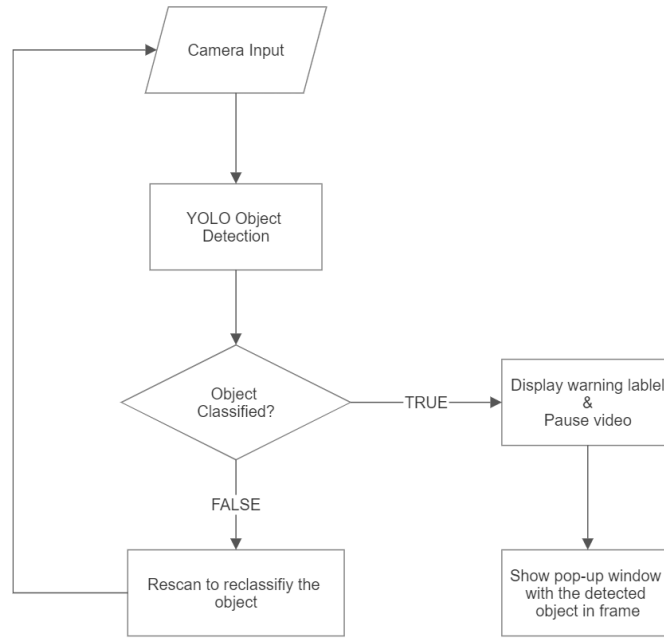 Camera Input
YOLO Object
Detection
Object
Classified?
TRUE
Display warning lablel
&
Pause video
FALSE
Rescan to reclassifiy the
object
Show pop-up window
with the detected
object in frame